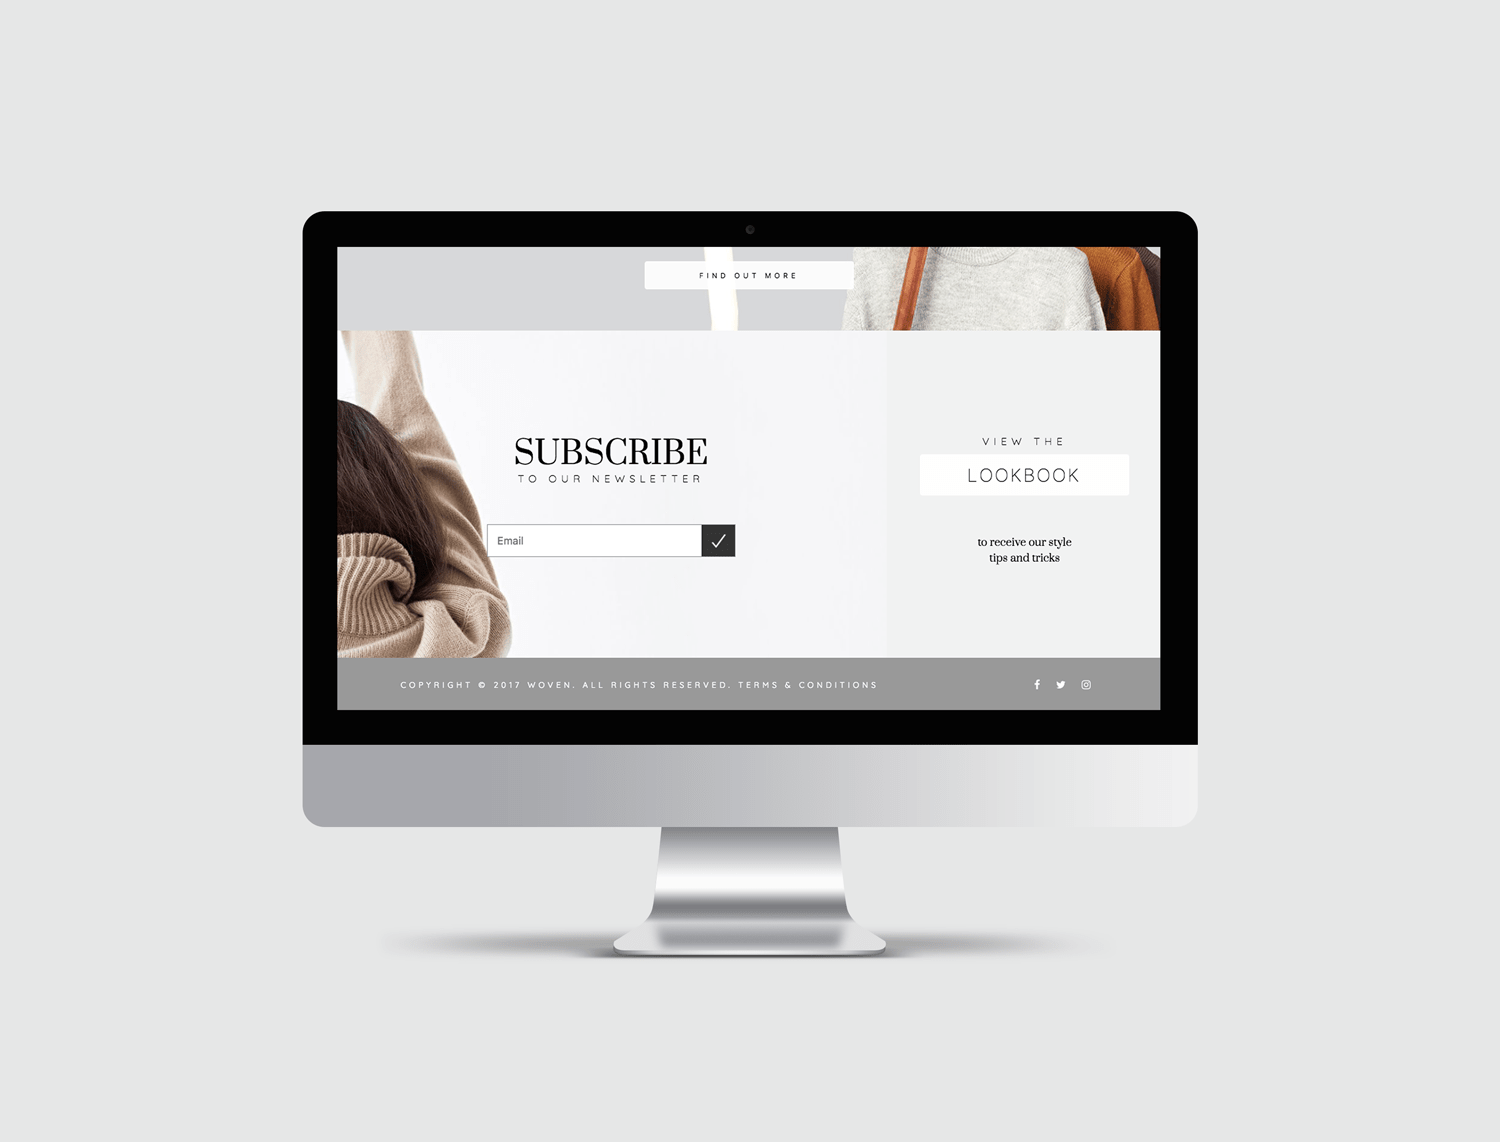 FIND OUT MORE
SUBSCRIBE
TO OUR NEWSLETTER
Email
VIEW THE
LOOKBOOK
to receive our style
tips and tricks
COPYRIGHT © 2017 WOVEN. ALL RIGHTS RESERVED. TERMS & CONDITIONS